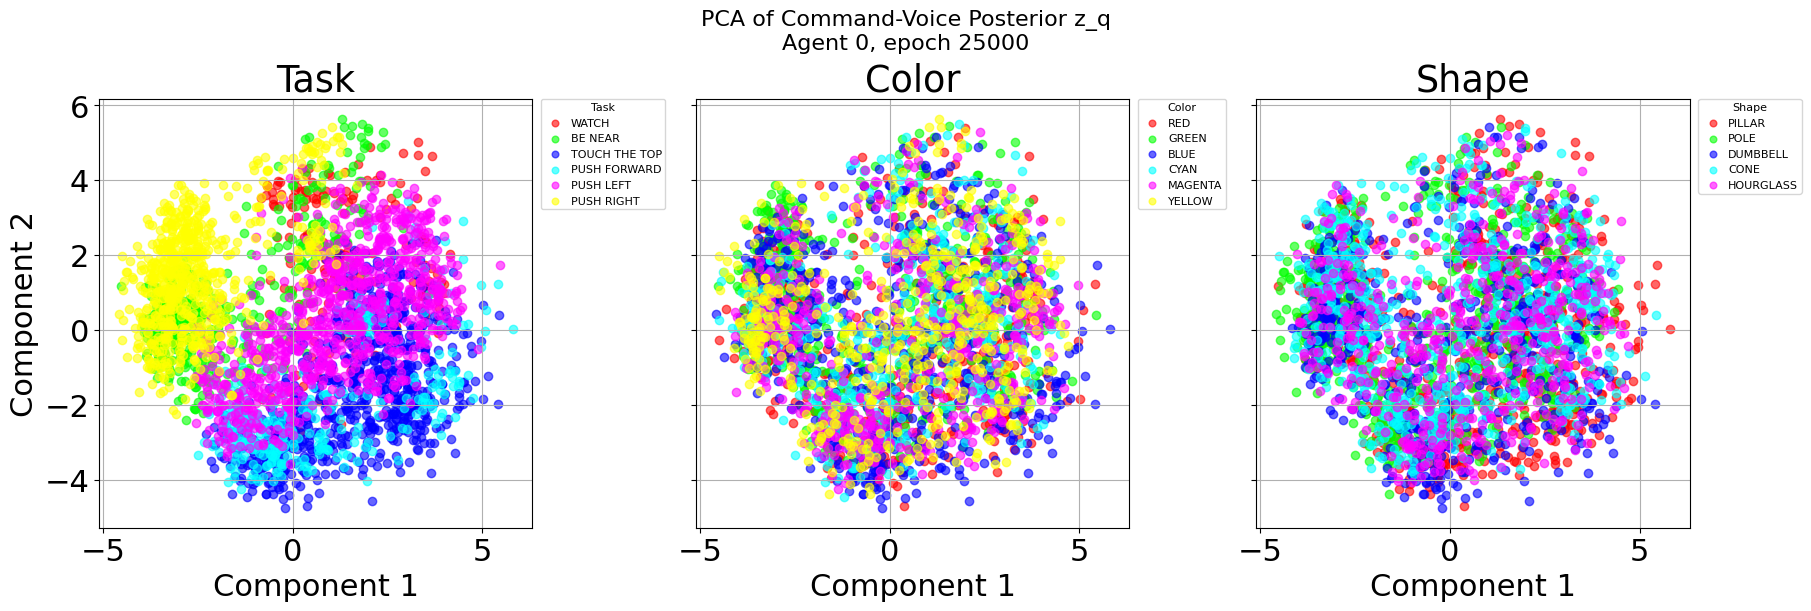 PCA of Command-Voice Posterior z_q
Agent 0, epoch 25000
Task
Color
Shape
Component 2
6
4
2
0
−2
−4
−5
0
5
Component 1
Task
WATCH
BE NEAR
TOUCH THE TOP
PUSH FORWARD
PUSH LEFT
PUSH RIGHT
−5
0
5
Component 1
Color
RED
GREEN
BLUE
CYAN
MAGENTA
YELLOW
−5
0
5
Component 1
Shape
PILLAR
POLE
DUMBBELL
CONE
HOURGLASS